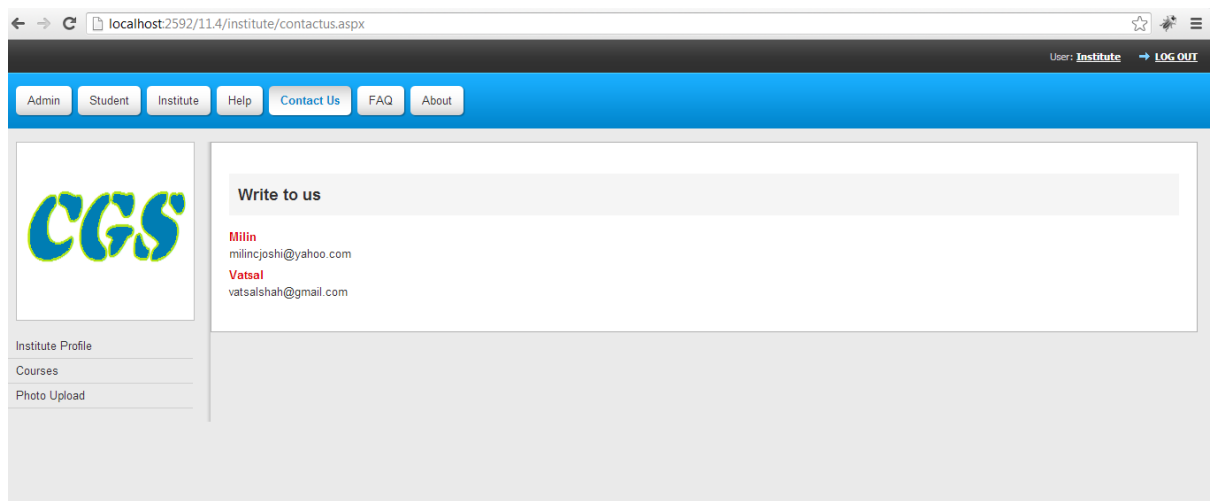 localhost:2592/11.4/institute/contactus.aspx
User: Institute LOG OUT
Admin Student Institute Help Contact Us FAQ About
CGS
Write to us
Milin
milincjoshi@yahoo.com
Vatsal
vatsalshah@gmail.com
Institute Profile
Courses
Photo Upload